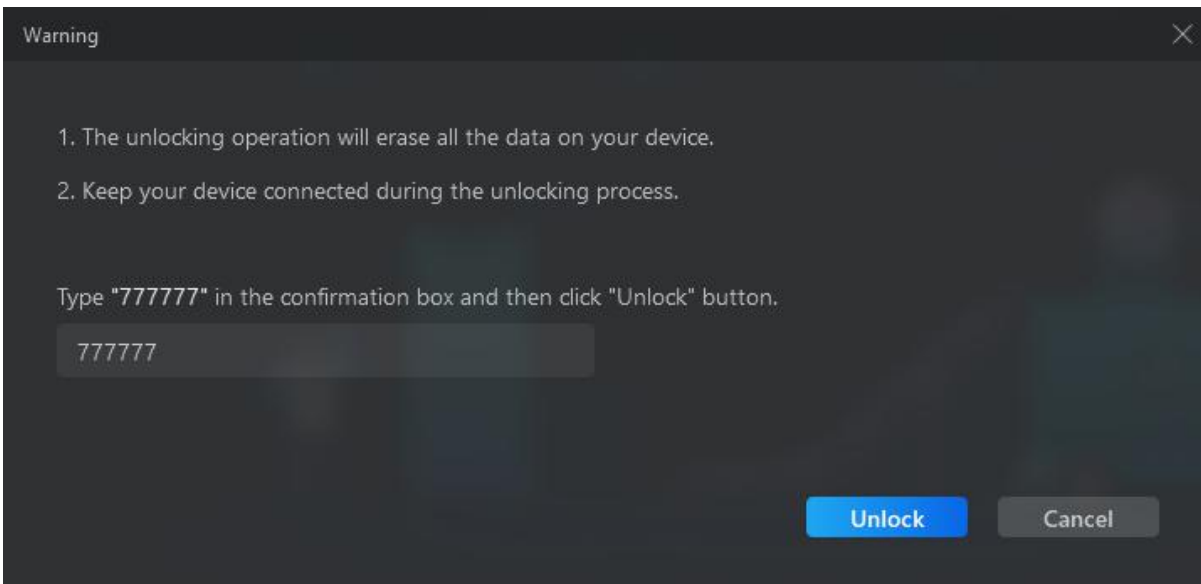 Warning
1. The unlocking operation will erase all the data on your device.
2. Keep your device connected during the unlocking process.
Type "777777" in the confirmation box and then click "Unlock" button.
777777
Unlock Cancel